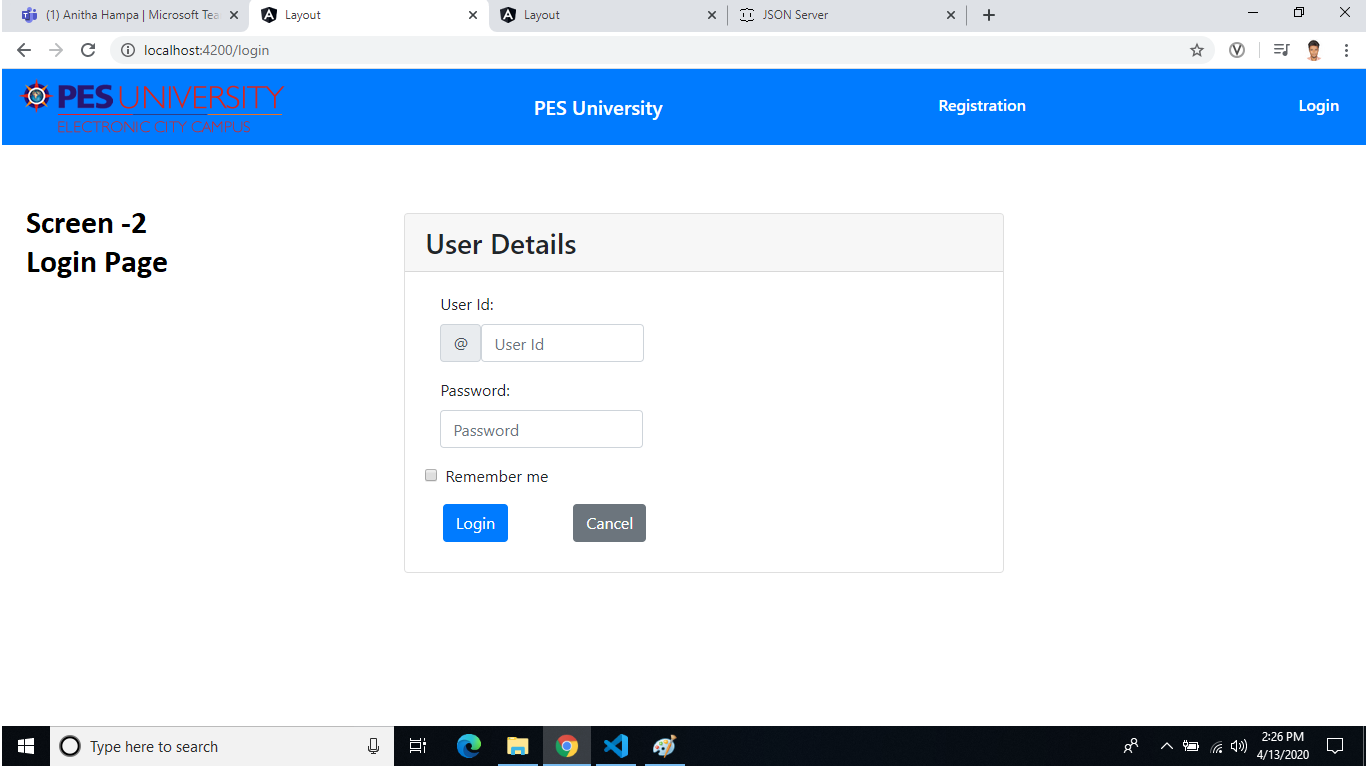 (1) Anitha Hampa | Microsoft Tea
Layout
Layout
JSON Server
localhost:4200/login
PES UNIVERSITY
ELECTRONIC CITY CAMPUS
PES University
Registration
Login
Screen -2
Login Page
User Details
User Id:
@ User Id
Password:
Password
Remember me
Login Cancel
Type here to search
2:26 PM
4/13/2020